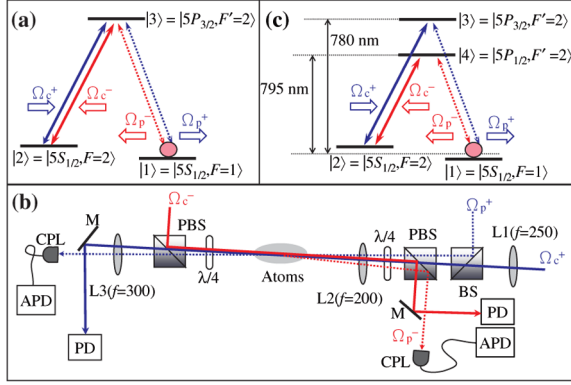 (a)
|3⟩ = |5P3/2, F′=2⟩
Ωc+
Ωc−
Ωp−
Ωp+
|2⟩ = |5S1/2, F=2⟩
|1⟩ = |5S1/2, F=1⟩
(c)
|3⟩ = |5P3/2, F′=2⟩
780 nm
|4⟩ = |5P1/2, F′ = 2⟩
795 nm
Ωc+
Ωc−
Ωp−
Ωp+
|2⟩ = |5S1/2, F=2⟩
|1⟩ = |5S1/2, F=1⟩
(b)
Ωc−
Ωp+
M
PBS
λ/4
PBS
L1(f=250)
CPL
Ωc+
APD
L3(f=300)
λ/4
Atoms
L2(f=200)
BS
M
PD
PD
Ωp−
APD
CPL